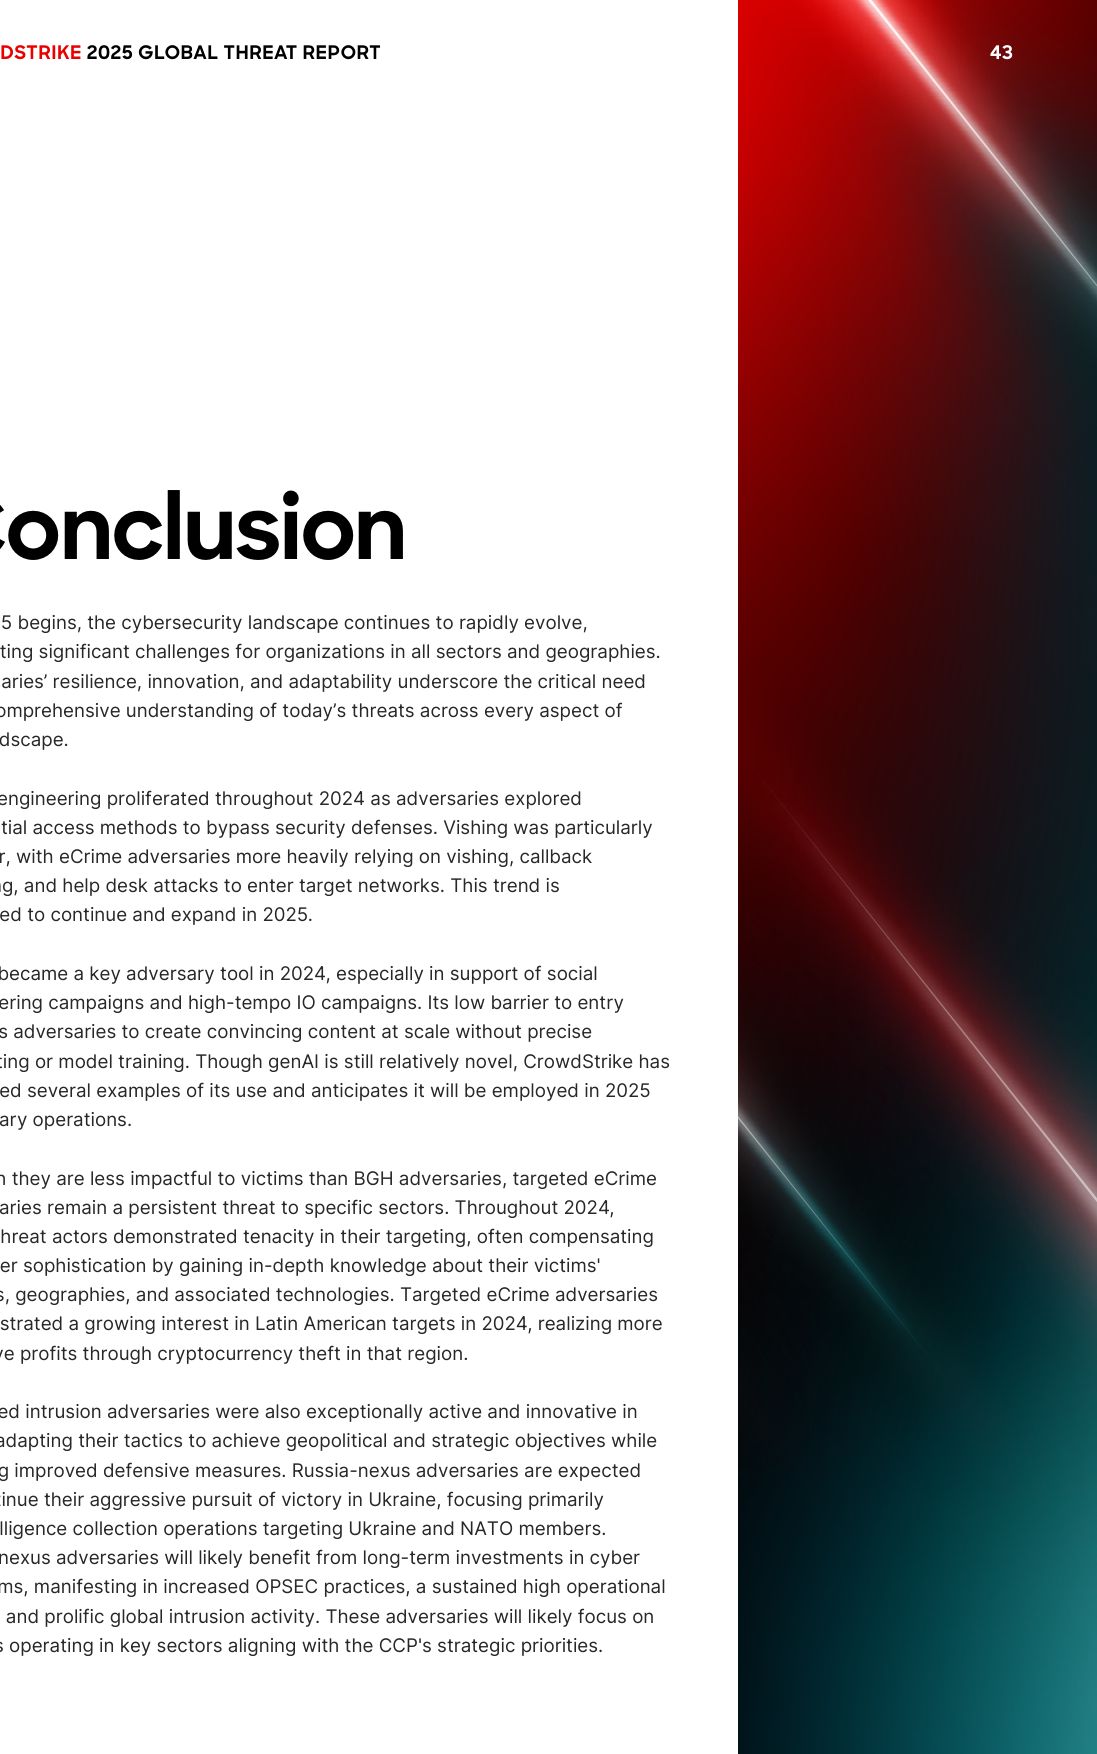 DSTRIKE 2025 GLOBAL THREAT REPORT
43
Conclusion
5 begins, the cybersecurity landscape continues to rapidly evolve,
ting significant challenges for organizations in all sectors and geographies.
aries’ resilience, innovation, and adaptability underscore the critical need
omprehensive understanding of today’s threats across every aspect of
dscape.
engineering proliferated throughout 2024 as adversaries explored
tial access methods to bypass security defenses. Vishing was particularly
r, with eCrime adversaries more heavily relying on vishing, callback
ng, and help desk attacks to enter target networks. This trend is
ed to continue and expand in 2025.
became a key adversary tool in 2024, especially in support of social
ering campaigns and high-tempo IO campaigns. Its low barrier to entry
s adversaries to create convincing content at scale without precise
ting or model training. Though genAI is still relatively novel, CrowdStrike has
ed several examples of its use and anticipates it will be employed in 2025
ary operations.
n they are less impactful to victims than BGH adversaries, targeted eCrime
aries remain a persistent threat to specific sectors. Throughout 2024,
hreat actors demonstrated tenacity in their targeting, often compensating
er sophistication by gaining in-depth knowledge about their victims'
s, geographies, and associated technologies. Targeted eCrime adversaries
strated a growing interest in Latin American targets in 2024, realizing more
ve profits through cryptocurrency theft in that region.
ed intrusion adversaries were also exceptionally active and innovative in
adapting their tactics to achieve geopolitical and strategic objectives while
g improved defensive measures. Russia-nexus adversaries are expected
tinue their aggressive pursuit of victory in Ukraine, focusing primarily
lligence collection operations targeting Ukraine and NATO members.
nexus adversaries will likely benefit from long-term investments in cyber
ms, manifesting in increased OPSEC practices, a sustained high operational
and prolific global intrusion activity. These adversaries will likely focus on
s operating in key sectors aligning with the CCP's strategic priorities.